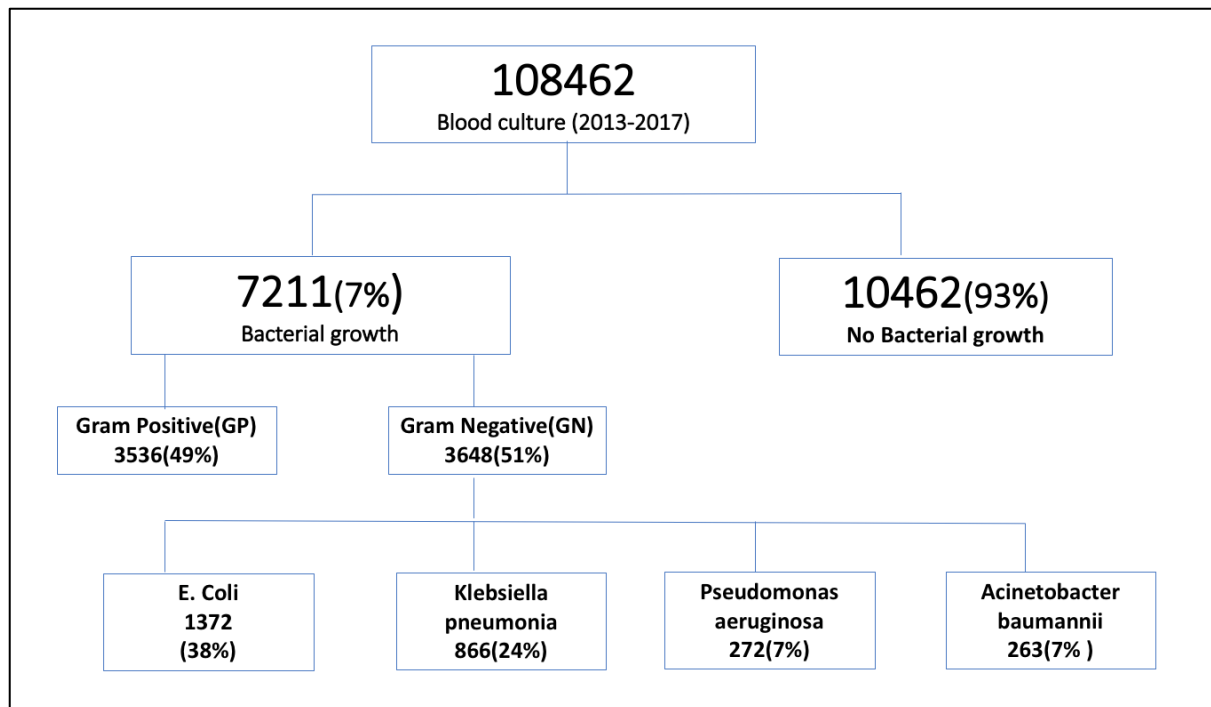 108462
Blood culture (2013-2017)
7211(7%)
Bacterial growth
10462(93%)
No Bacterial growth
Gram Positive(GP)
3536(49%)
Gram Negative(GN)
3648(51%)
E. Coli
1372
(38%)
Klebsiella
pneumonia
866(24%)
Pseudomonas
aeruginosa
272(7%)
Acinetobacter
baumannii
263(7% )